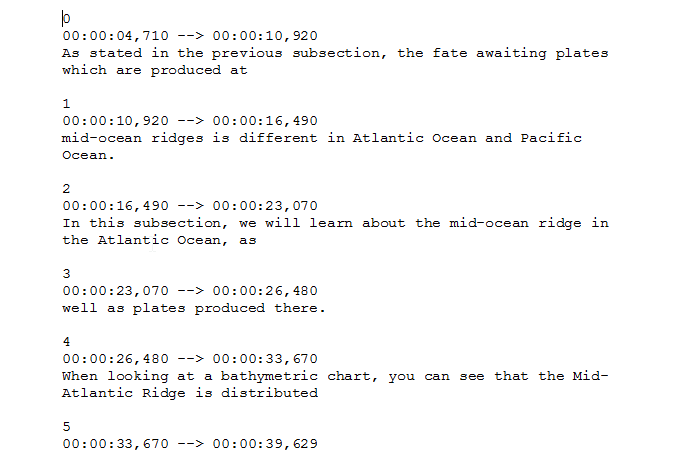 0
00:00:04,710 --> 00:00:10,920
As stated in the previous subsection, the fate awaiting plates
which are produced at
1
00:00:10,920 --> 00:00:16,490
mid-ocean ridges is different in Atlantic Ocean and Pacific
Ocean.
2
00:00:16,490 --> 00:00:23,070
In this subsection, we will learn about the mid-ocean ridge in
the Atlantic Ocean, as
3
00:00:23,070 --> 00:00:26,480
well as plates produced there.
4
00:00:26,480 --> 00:00:33,670
When looking at a bathymetric chart, you can see that the Mid-
Atlantic Ridge is distributed
5
00:00:33,670 --> 00:00:39,629